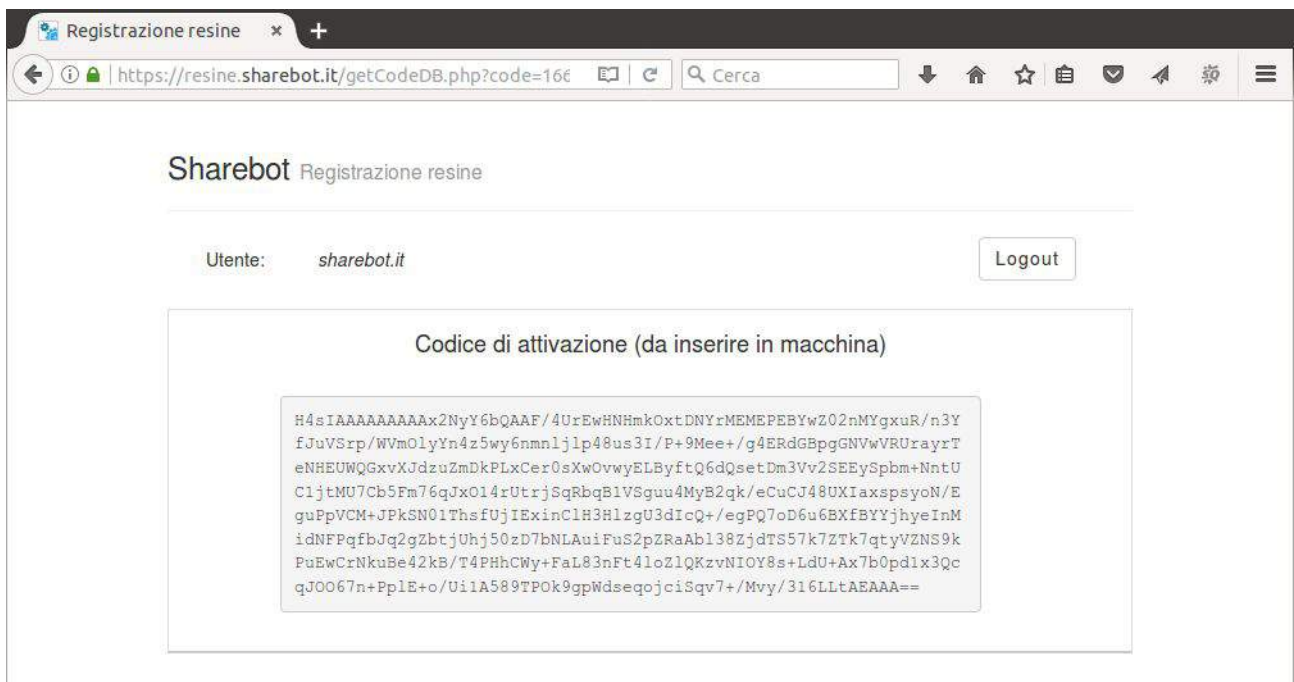 Registrazione resine
https://resine.sharebot.it/getCodeDB.php?code=166
Cerca
Sharebot Registrazione resine
Utente: sharebot.it
Logout
Codice di attivazione (da inserire in macchina)
H4sIAAAAAAAAAx2NyY6bQAAF/4UrEwHNHmkOxtDNYrMEMEPEBYwZ02nMYgxuR/n3Y
fJuVSrp/WVmOlyYn4z5wy6nmnljlp48us3I/P+9Mee+/g4ERdGBpgGNVwVRUrayrT
eNHEUWQGxvXJdzuZmDkPLxCer0sXwOvwyELByftQ6dQsetDm3Vv2SEEySpbm+NntU
C1jtMU7Cb5Fm76qJxO14rUtrjSqRbqB1VSguu4MyB2qk/eCuCJ48UXIaxspsyoN/E
guPpVCM+JPkSN01ThsfUjIExinClH3HlzgU3dIcQ+/egPQ7oD6u6BXfBYYjhyeInM
idNFPqfbJq2gZbtjUhj50zD7bNLAuiFuS2pZRaAbl38ZjdTS57k7ZTk7qtyVZNS9k
PuEwCrNkuBe42kB/T4PHhCWy+FaL83nFt4loZlQKzvNIOY8s+LdU+Ax7b0pd1x3Qc
qJOO67n+PplE+o/Ui1A589TPOk9gpWdseqojciSqv7+/Mvy/316LLtAEAAA==